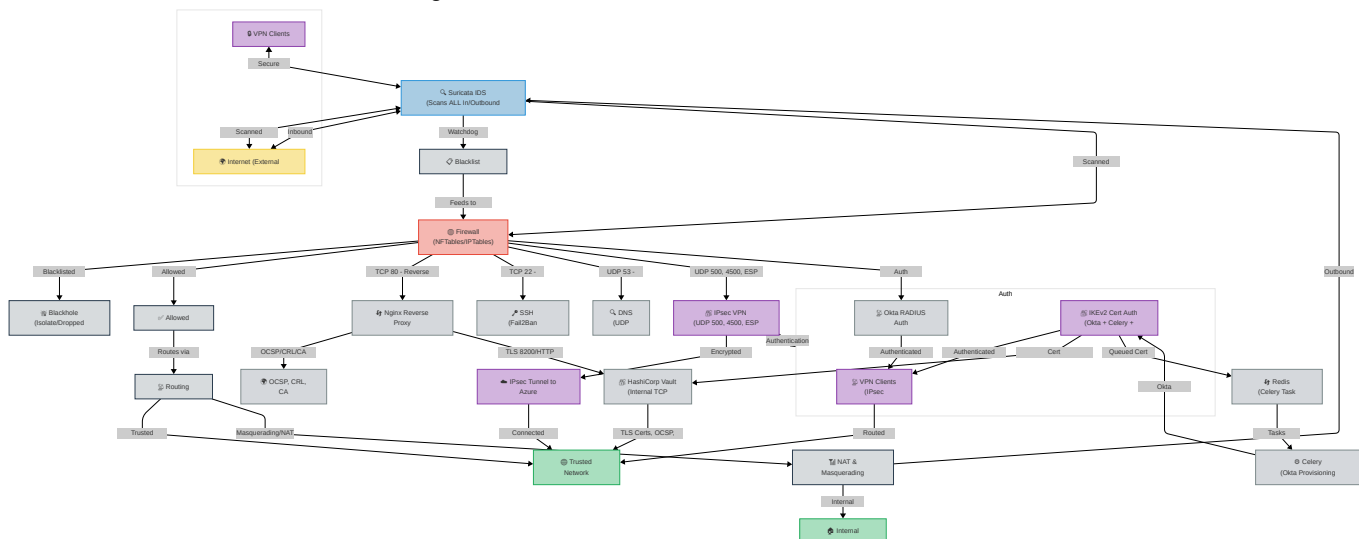 VPN Clients
Secure
Suricata IDS
(Scans ALL In/Outbound
Scanned
Inbound
Watchdog
Internet (External
Blacklist
Scanned
Feeds to
Firewall
(NFTables/IPTables)
Blacklisted
Allowed
TCP 80 - Reverse
TCP 22 -
UDP 53 -
UDP 500, 4500, ESP
Auth
Outbound
Auth
Blackhole
(Isolate/Dropped
Allowed
Nginx Reverse
Proxy
SSH
(Fail2Ban
DNS
(UDP
IPsec VPN
(UDP 500, 4500, ESP
Okta RADIUS
Auth
IKEv2 Cert Auth
(Okta + Celery +
Authentication
Routes via
OCSP/CRL/CA
TLS 8200/HTTP
Encrypted
Authenticated
Authenticated
Cert
Queued Cert
Routing
OCSP, CRL,
CA
IPsec Tunnel to
Azure
HashiCorp Vault
(Internal TCP
VPN Clients
(IPsec
Okta
Redis
(Celery Task
Trusted
Masquerading/NAT
Connected
TLS Certs, OCSP,
Routed
Tasks
Trusted
Network
NAT &
Masquerading
Celery
(Okta Provisioning
Internal
Internal